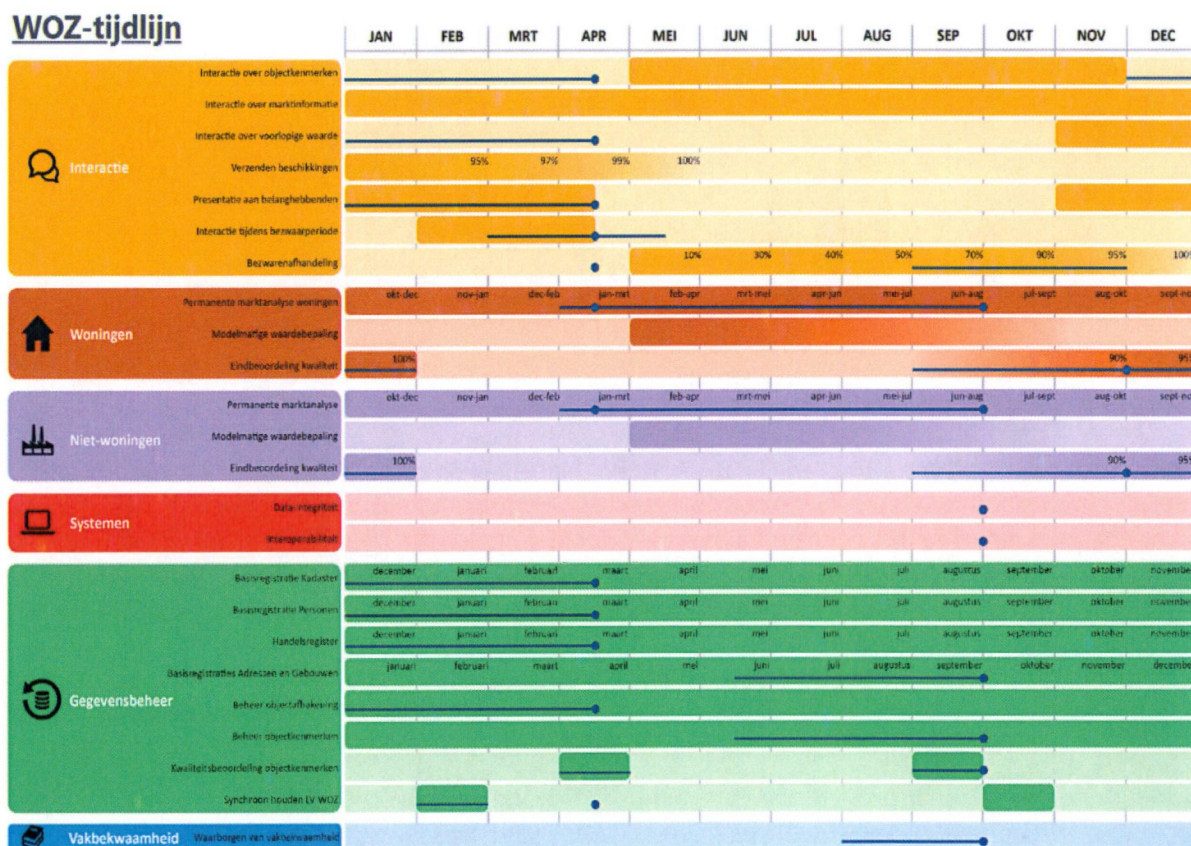 WOZ-tijdlijn
JAN FEB MRT APR MEI JUN JUL AUG SEP OKT NOV DEC
Interactie
Interactie over objectkenmerken
Interactie over marktinformatie
Interactie over voorlopige waarde
Verzenden beschikkingen 95% 97% 99% 100%
Presentatie aan belanghebbenden
Interactie tijdens bezwaarperiode
Bezwarenafhandeling 10% 30% 40% 50% 70% 90% 95% 100%
Woningen
Permanente marktanalyse woningen okt-dec nov-jan dec-feb jan-mrt feb-apr mrt-mei apr-jun mei-jul jun-aug jul-sept aug-okt sept-nov
Modelmatige waardebepaling
Eindbeoordeling kwaliteit 100% 90% 95%
Niet-woningen
Permanente marktanalyse okt-dec nov-jan dec-feb jan-mrt feb-apr mrt-mei apr-jun mei-jul jun-aug jul-sept aug-okt sept-nov
Modelmatige waardebepaling
Eindbeoordeling kwaliteit 100% 90% 95%
Systemen
Data-integriteit
Interoperabiliteit
Gegevensbeheer
Basisregistratie Kadaster december januari februari maart april mei juni juli augustus september oktober november
Basisregistratie Personen december januari februari maart april mei juni juli augustus september oktober november
Handelsregister december januari februari maart april mei juni juli augustus september oktober november
Basisregistraties Adressen en Gebouwen januari februari maart april mei juni juli augustus september oktober november december
Beheer objectafbakening
Beheer objectkenmerken
Kwaliteitsbeoordeling objectkenmerken
Synchroon houden LV WOZ
Vakbekwaamheid
Waarborgen van vakbekwaamheid